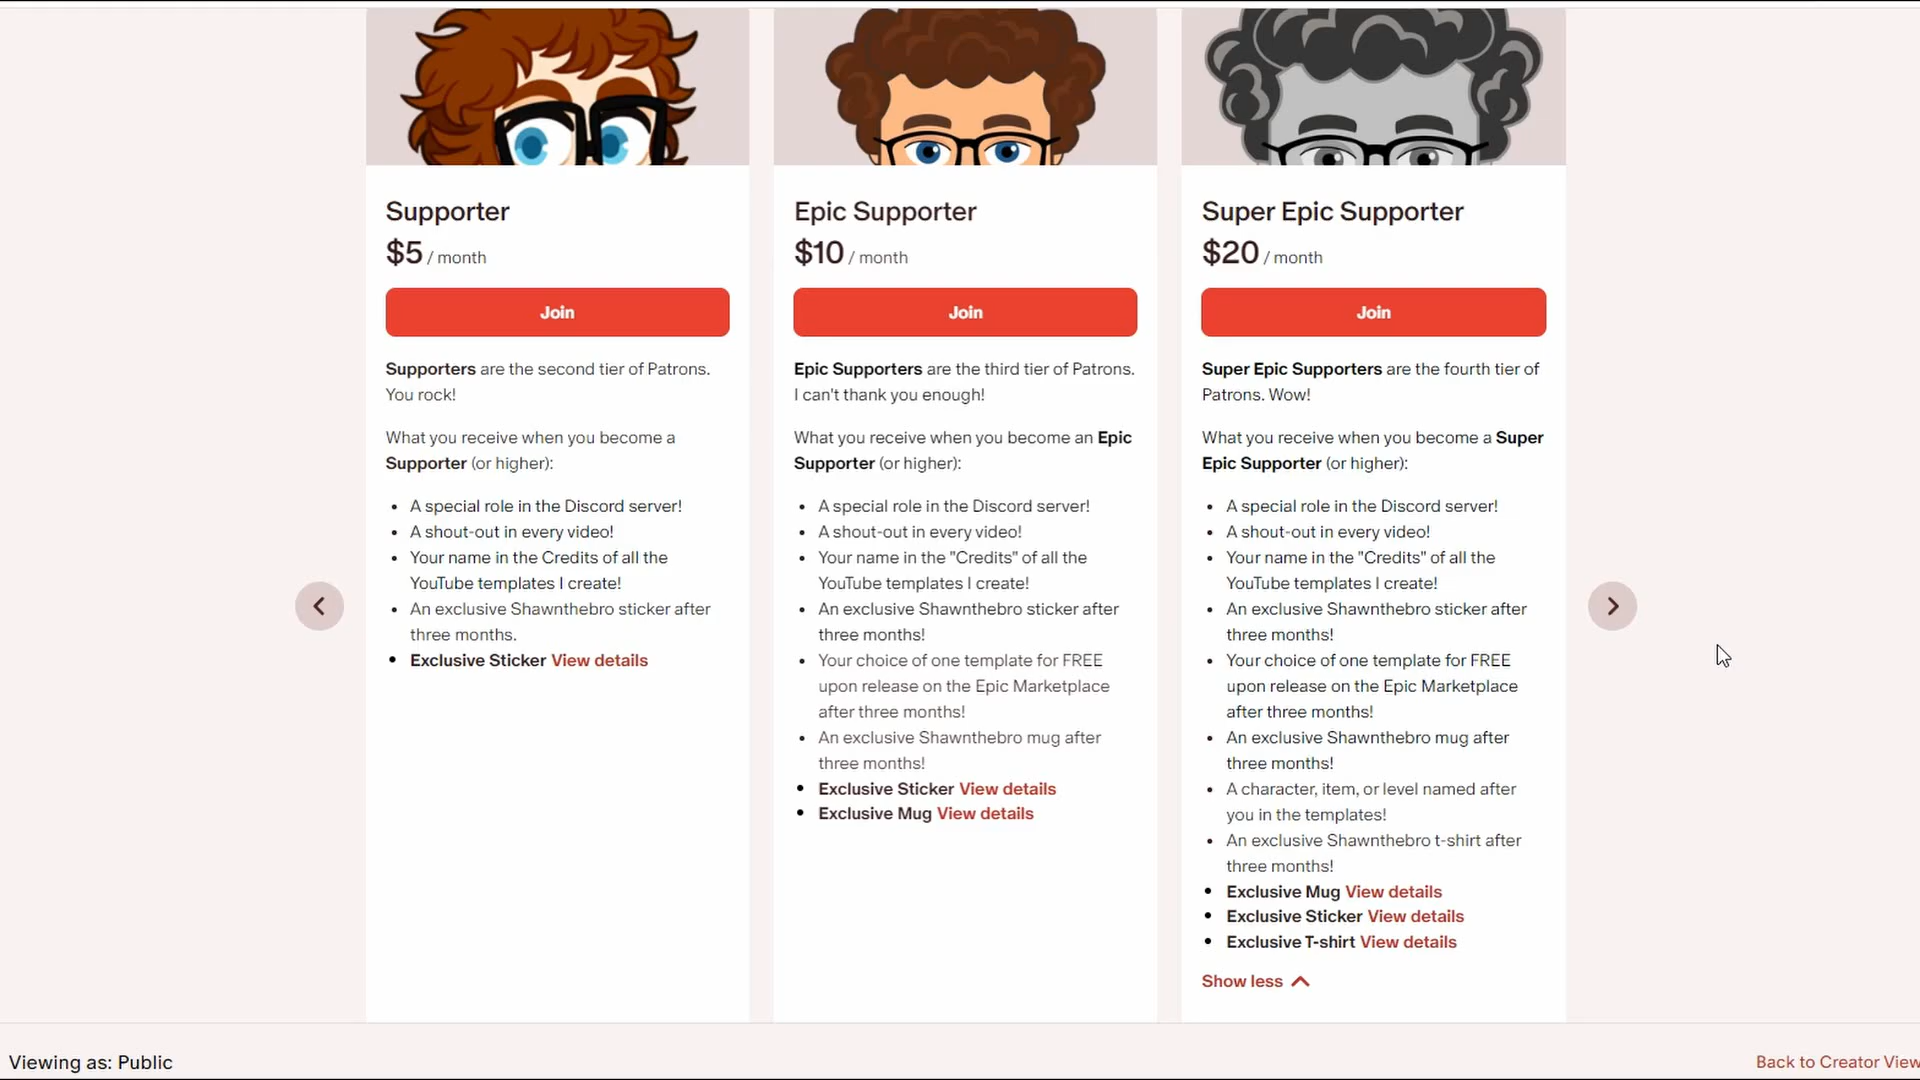 Supporter
$5 / month
Join
Supporters are the second tier of Patrons.
You rock!
What you receive when you become a
Supporter (or higher):
• A special role in the Discord server!
• A shout-out in every video!
• Your name in the Credits of all the
YouTube templates I create!
• An exclusive Shawnthebro sticker after
three months.
• Exclusive Sticker View details
Epic Supporter
$10 / month
Join
Epic Supporters are the third tier of Patrons.
I can't thank you enough!
What you receive when you become an Epic
Supporter (or higher):
• A special role in the Discord server!
• A shout-out in every video!
• Your name in the "Credits" of all the
YouTube templates I create!
• An exclusive Shawnthebro sticker after
three months!
• Your choice of one template for FREE
upon release on the Epic Marketplace
after three months!
• An exclusive Shawnthebro mug after
three months!
• Exclusive Sticker View details
• Exclusive Mug View details
Super Epic Supporter
$20 / month
Join
Super Epic Supporters are the fourth tier of
Patrons. Wow!
What you receive when you become a Super
Epic Supporter (or higher):
• A special role in the Discord server!
• A shout-out in every video!
• Your name in the "Credits" of all the
YouTube templates I create!
• An exclusive Shawnthebro sticker after
three months!
• Your choice of one template for FREE
upon release on the Epic Marketplace
after three months!
• An exclusive Shawnthebro mug after
three months!
• A character, item, or level named after
you in the templates!
• An exclusive Shawnthebro t-shirt after
three months!
• Exclusive Mug View details
• Exclusive Sticker View details
• Exclusive T-shirt View details
Show less
Viewing as: Public
Back to Creator View